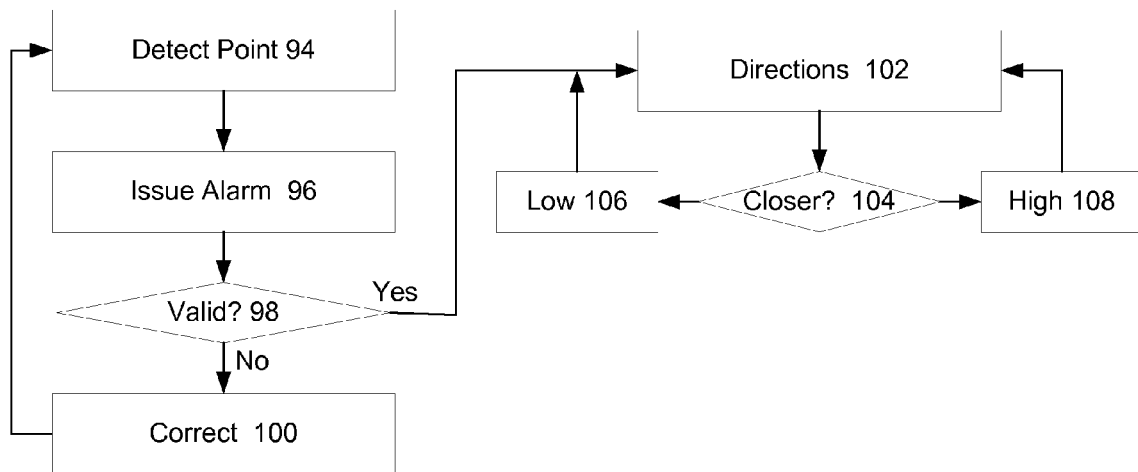 Detect Point 94
Issue Alarm 96
Valid? 98
Yes
No
Correct 100
Directions 102
Closer? 104
Low 106
High 108